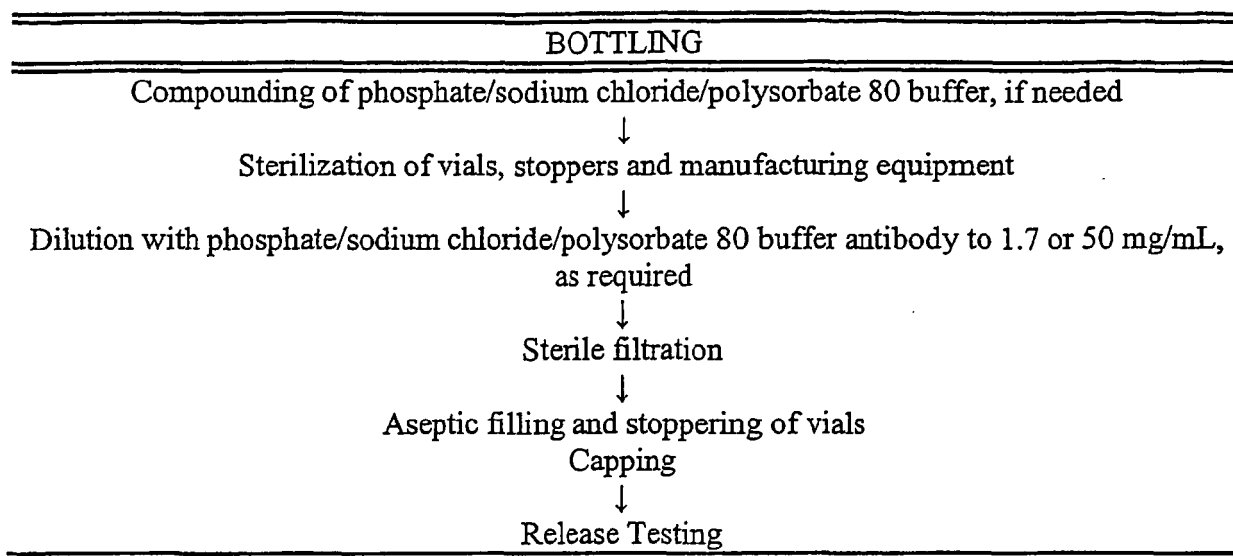 BOTTLING
Compounding of phosphate/sodium chloride/polysorbate 80 buffer, if needed
↓
Sterilization of vials, stoppers and manufacturing equipment
↓
Dilution with phosphate/sodium chloride/polysorbate 80 buffer antibody to 1.7 or 50 mg/mL,
as required
↓
Sterile filtration
↓
Aseptic filling and stoppering of vials
Capping
↓
Release Testing